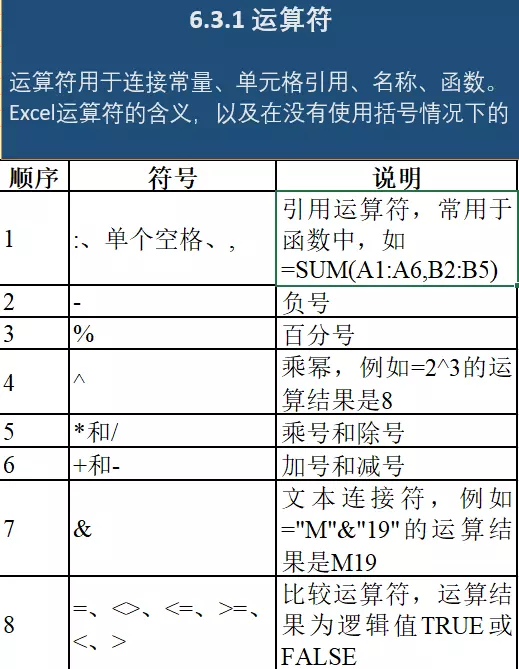 6.3.1 运算符
运算符用于连接常量、单元格引用、名称、函数。
Excel运算符的含义，以及在没有使用括号情况下的
顺序 符号 说明
1 :、单个空格、, 引用运算符，常用于
函数中，如
=SUM(A1:A6,B2:B5)
2 - 负号
3 % 百分号
4 ^ 乘幂，例如=2^3的运
算结果是8
5 *和/ 乘号和除号
6 +和- 加号和减号
7 & 文本连接符，例如
="M"&"19"的运算结
果是M19
8 =、<>、<=、>=、
<、> 比较运算符，运算结
果为逻辑值TRUE或
FALSE